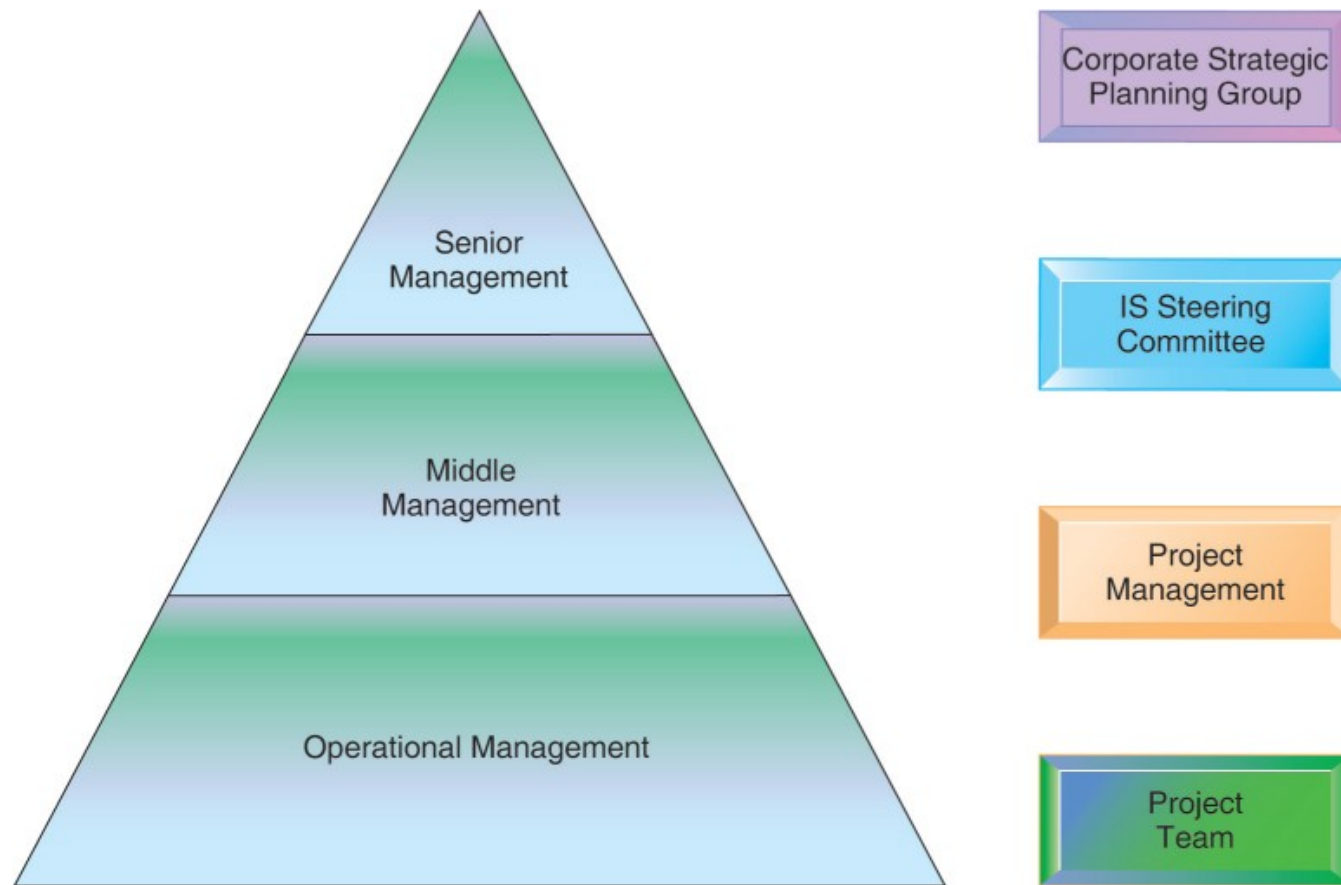 Senior
Management
Middle
Management
Operational Management
Corporate Strategic
Planning Group
IS Steering
Committee
Project
Management
Project
Team